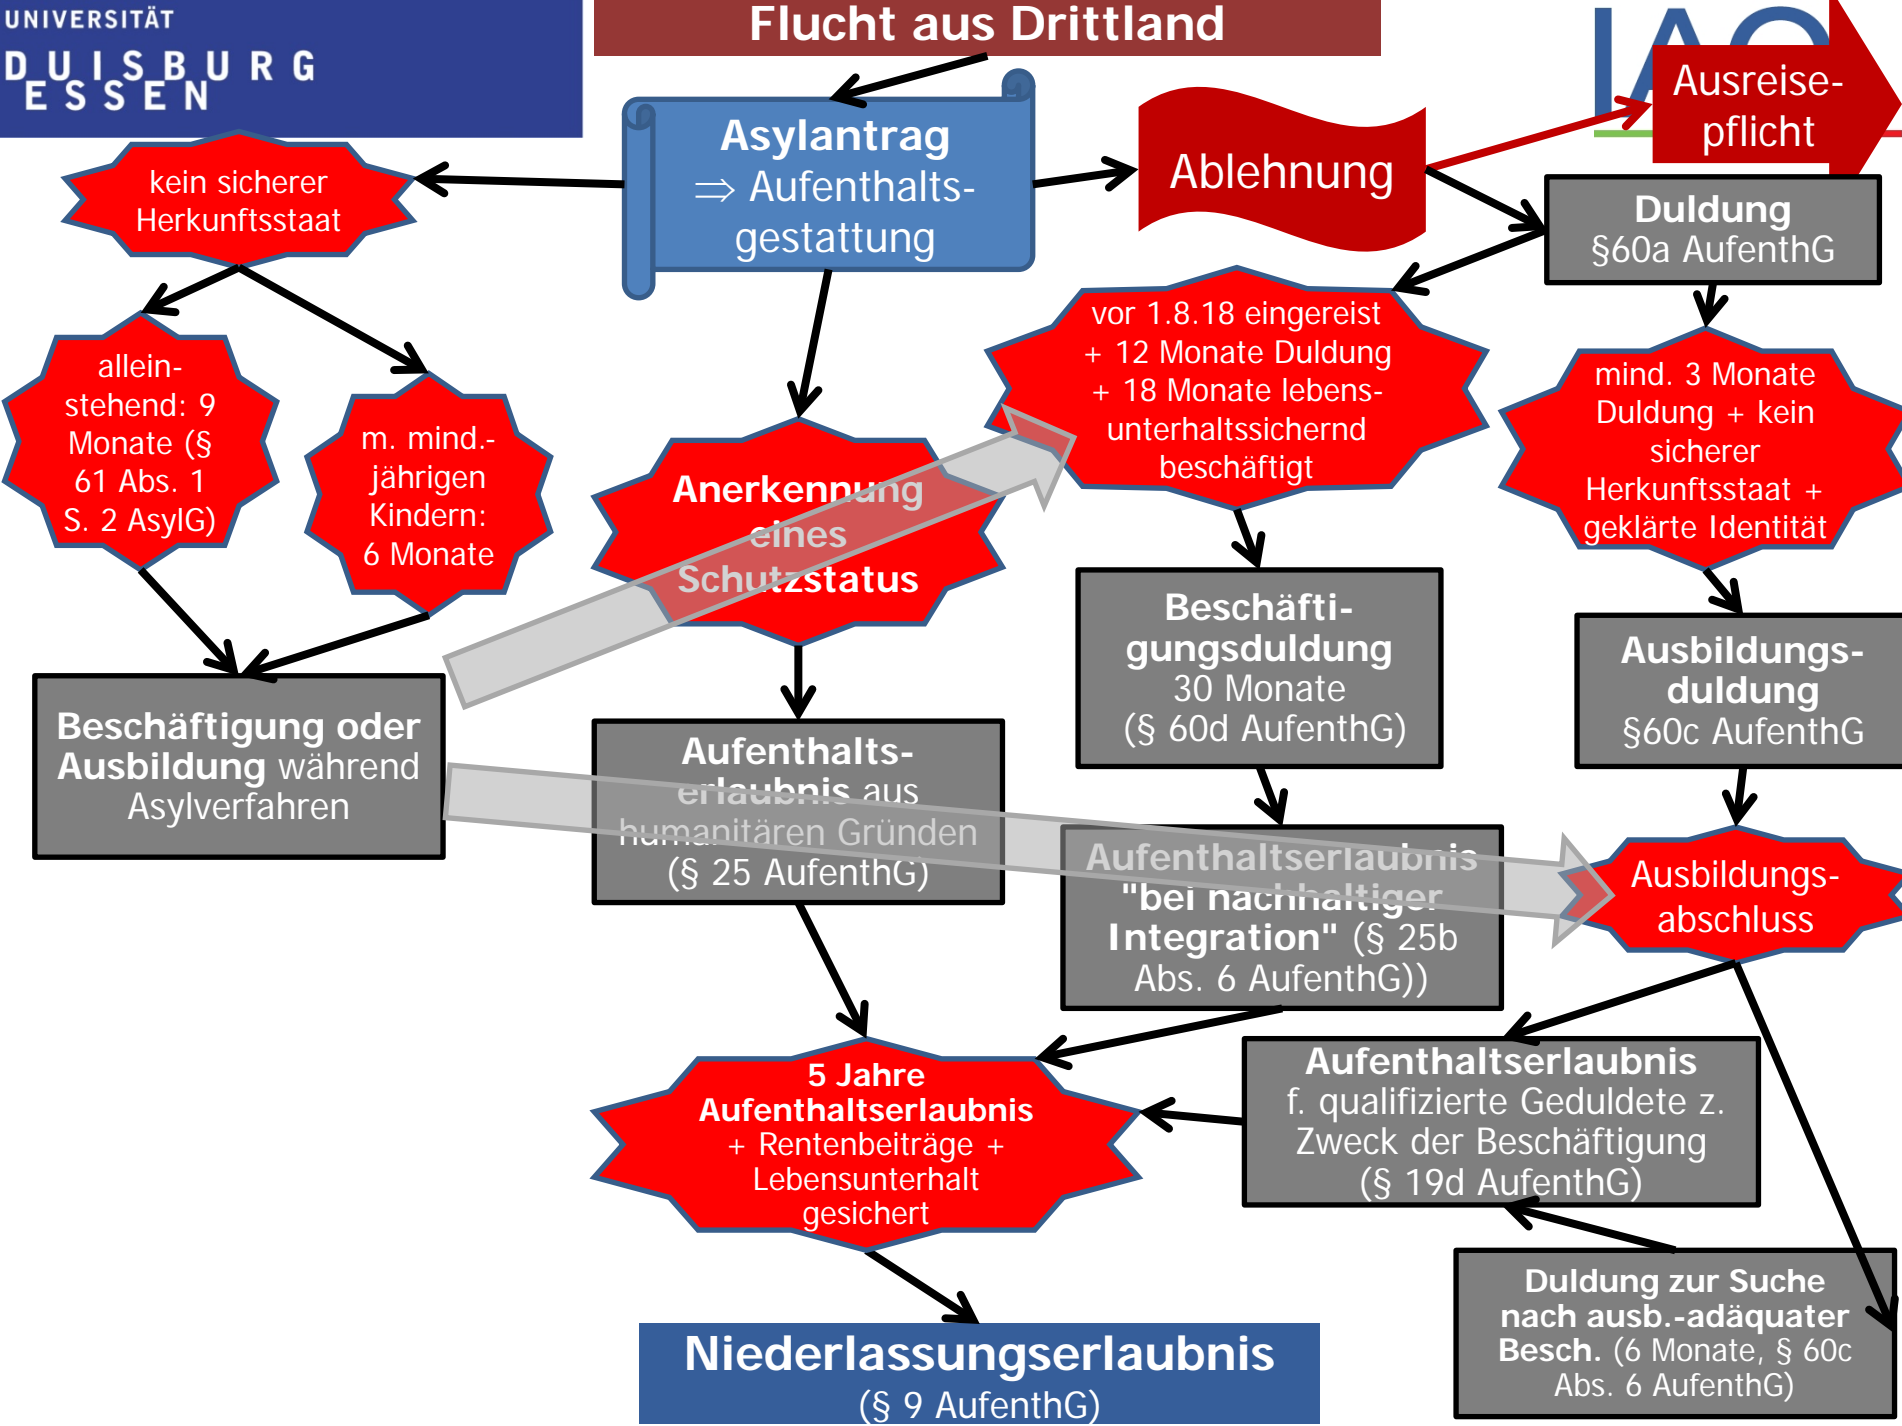 UNIVERSITÄT
DUISBURG
ESSEN
Flucht aus Drittland
IAQ
Ausreise-
pflicht
Asylantrag
⇒ Aufenthalts-
gestattung
Ablehnung
kein sicherer
Herkunftsstaat
Duldung
§60a AufenthG
allein-
stehend: 9
Monate (§
61 Abs. 1
S. 2 AsylG)
m. mind.-
jährigen
Kindern:
6 Monate
vor 1.8.18 eingereist
+ 12 Monate Duldung
+ 18 Monate lebens-
unterhaltssichernd
beschäftigt
mind. 3 Monate
Duldung + kein
sicherer
Herkunftsstaat +
geklärte Identität
Anerkennung
eines
Schutzstatus
Beschäfti-
gungsduldung
30 Monate
(§ 60d AufenthG)
Ausbildungs-
duldung
§60c AufenthG
Beschäftigung oder
Ausbildung während
Asylverfahren
Aufenthalts-
erlaubnis aus
humanitären Gründen
(§ 25 AufenthG)
Aufenthaltserlaubnis
"bei nachhaltiger
Integration" (§ 25b
Abs. 6 AufenthG))
Ausbildungs-
abschluss
5 Jahre
Aufenthaltserlaubnis
+ Rentenbeiträge +
Lebensunterhalt
gesichert
Aufenthaltserlaubnis
f. qualifizierte Geduldete z.
Zweck der Beschäftigung
(§ 19d AufenthG)
Duldung zur Suche
nach ausb.-adäquater
Besch. (6 Monate, § 60c
Abs. 6 AufenthG)
Niederlassungserlaubnis
(§ 9 AufenthG)